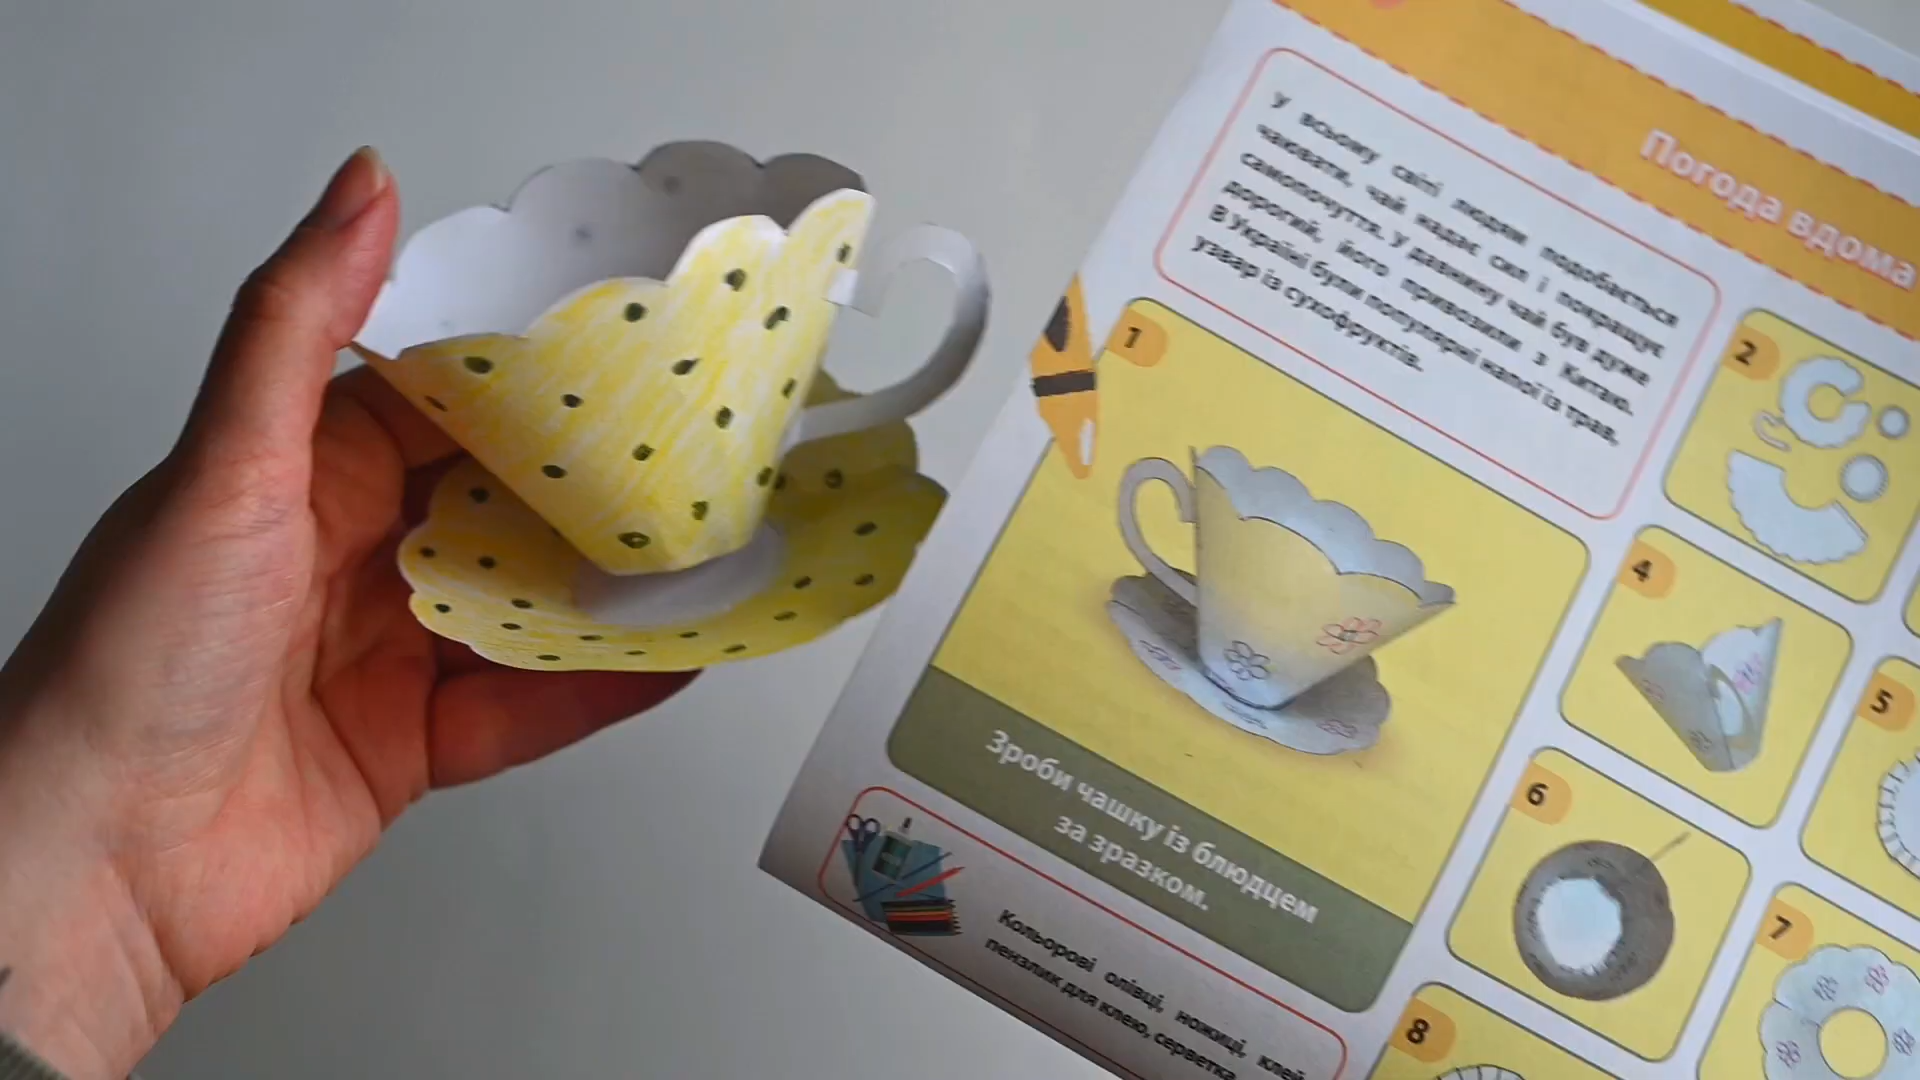 Погода вдома
У всьому світі людям подобається
чаювати, чай надає сил і покращує
самопочуття. У давнину чай був дуже
дорогий, його привозили з Китаю.
В Україні були популярні напої із трав,
узвар із сухофруктів.
1
2
4
5
6
7
8
Зроби чашку із блюдцем
за зразком.
Кольорові олівці, ножиці, клей
пензлик для клею, серветка